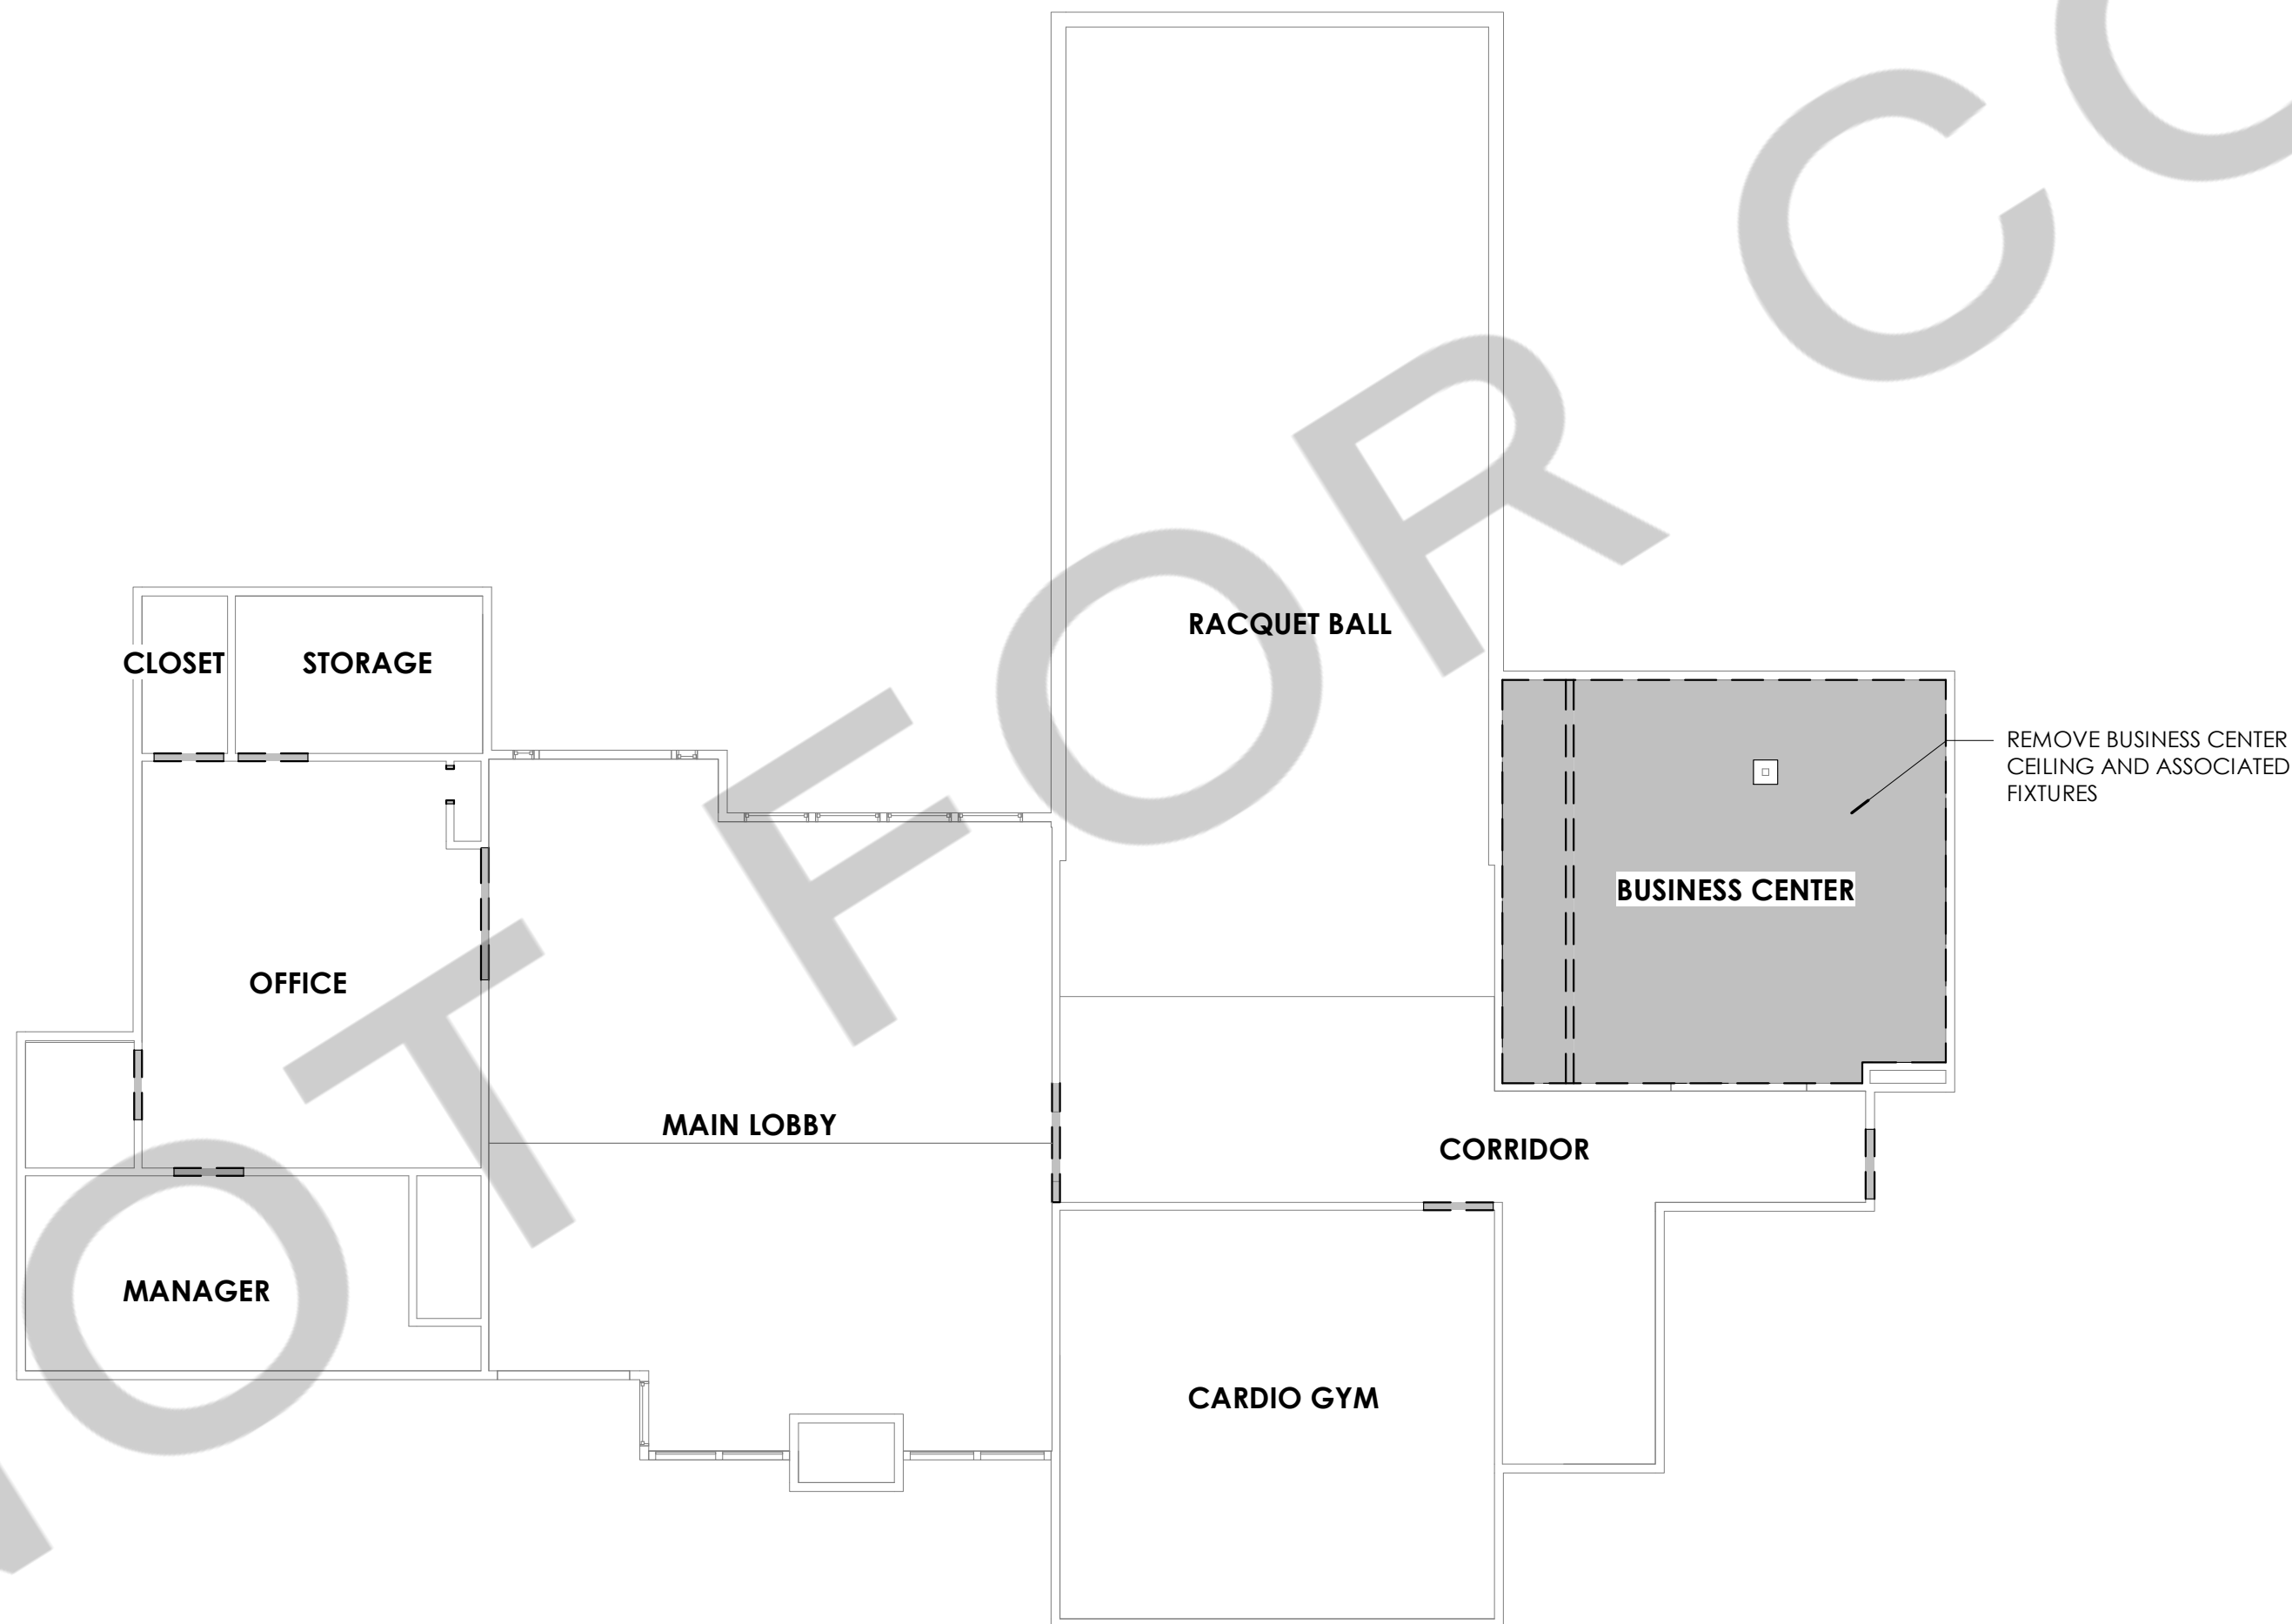 RACQUET BALL
CLOSET
STORAGE
REMOVE BUSINESS CENTER
CEILING AND ASSOCIATED
FIXTURES
BUSINESS CENTER
OFFICE
MAIN LOBBY
CORRIDOR
MANAGER
CARDIO GYM
OT FOR CO